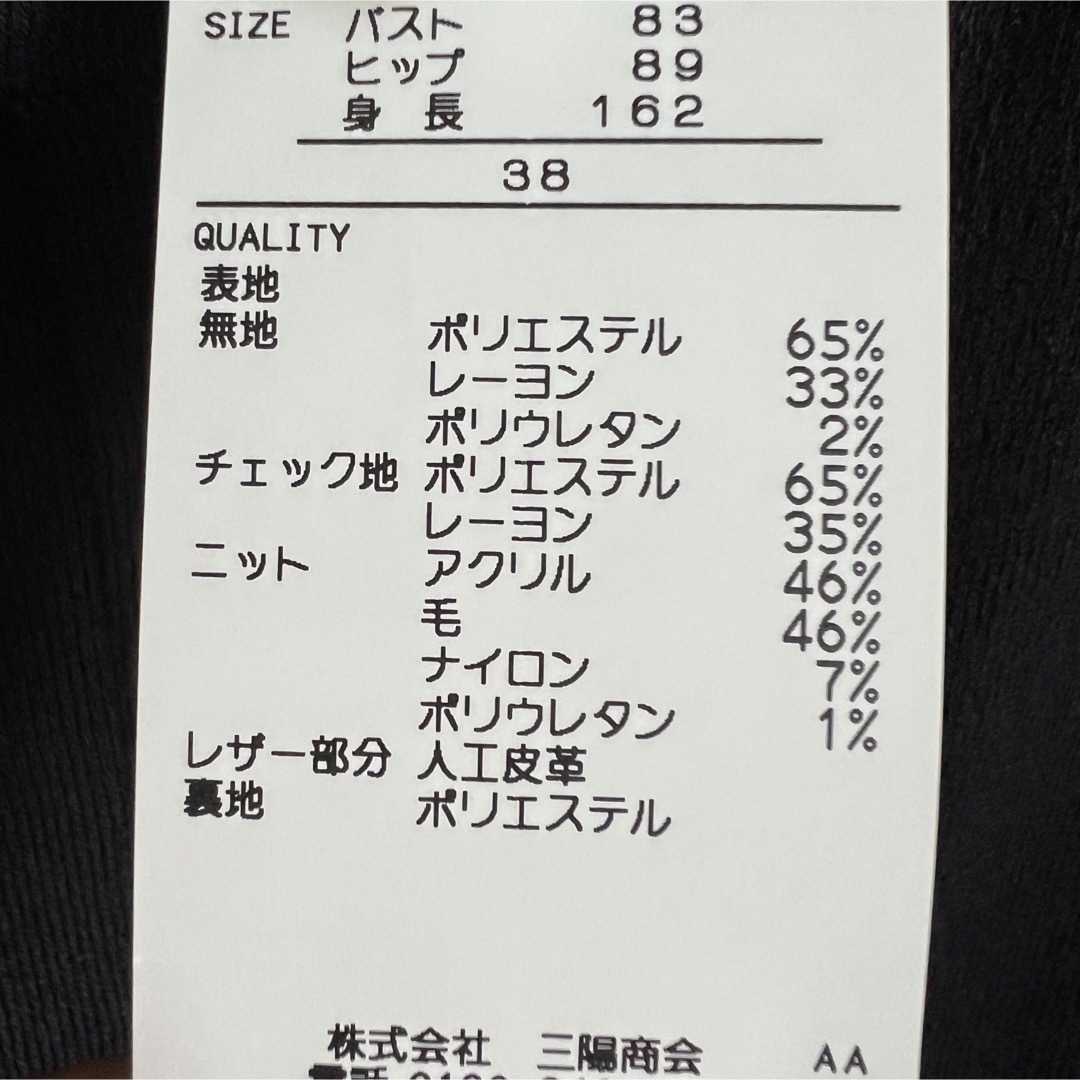 SIZE バスト 83
ヒップ 89
身長 162
38
QUALITY
表地
無地 ポリエステル 65%
レーヨン 33%
ポリウレタン 2%
チェック地 ポリエステル 65%
レーヨン 35%
ニット アクリル 46%
毛 46%
ナイロン 7%
ポリウレタン 1%
レザー部分 人工皮革
裏地 ポリエステル
株式会社 三陽商会 AA